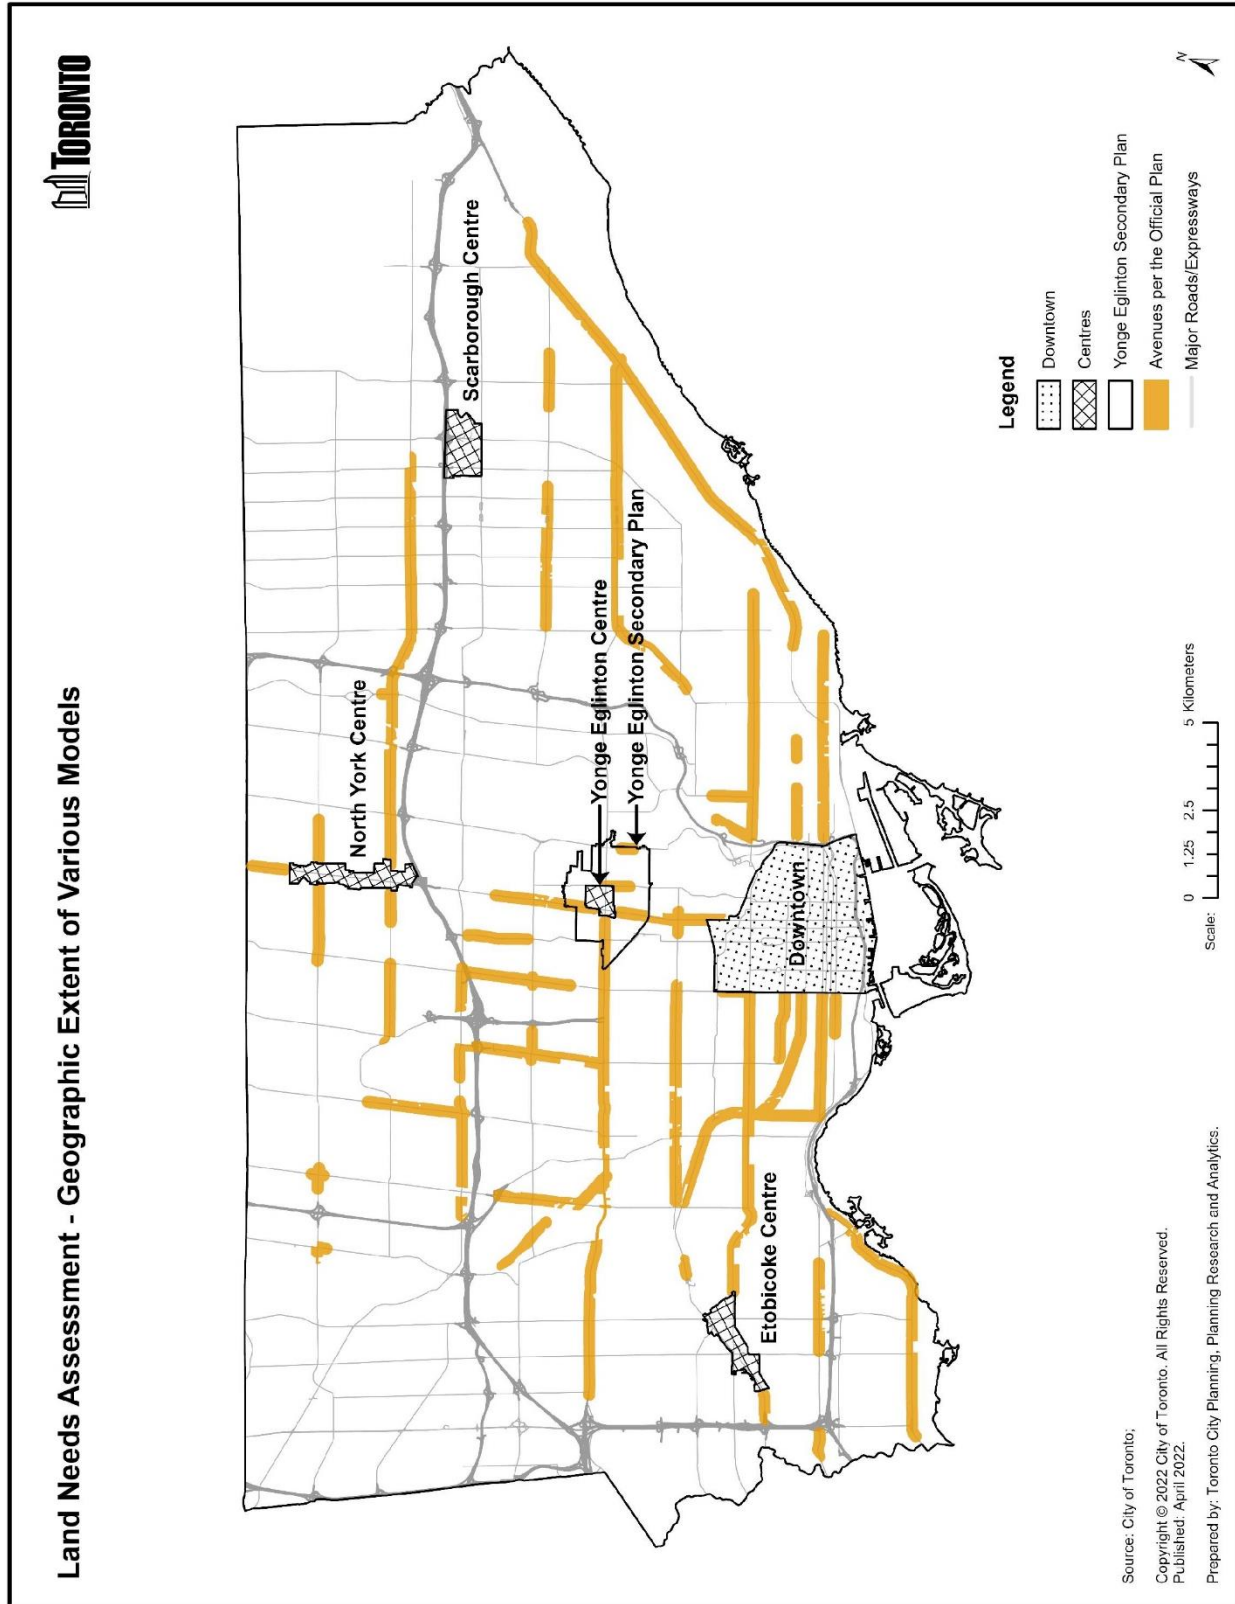 Land Needs Assessment - Geographic Extent of Various Models
TORONTO
North York Centre
Scarborough Centre
Yonge Eglinton Centre
Yonge Eglinton Secondary Plan
Etobicoke Centre
Downtown
Legend
Downtown
Centres
Yonge Eglinton Secondary Plan
Avenues per the Official Plan
Major Roads/Expressways
N
Scale:
0 1.25 2.5 5 Kilometers
Source: City of Toronto;
Copyright © 2022 City of Toronto. All Rights Reserved.
Published: April 2022.
Prepared by: Toronto City Planning, Planning Research and Analytics.